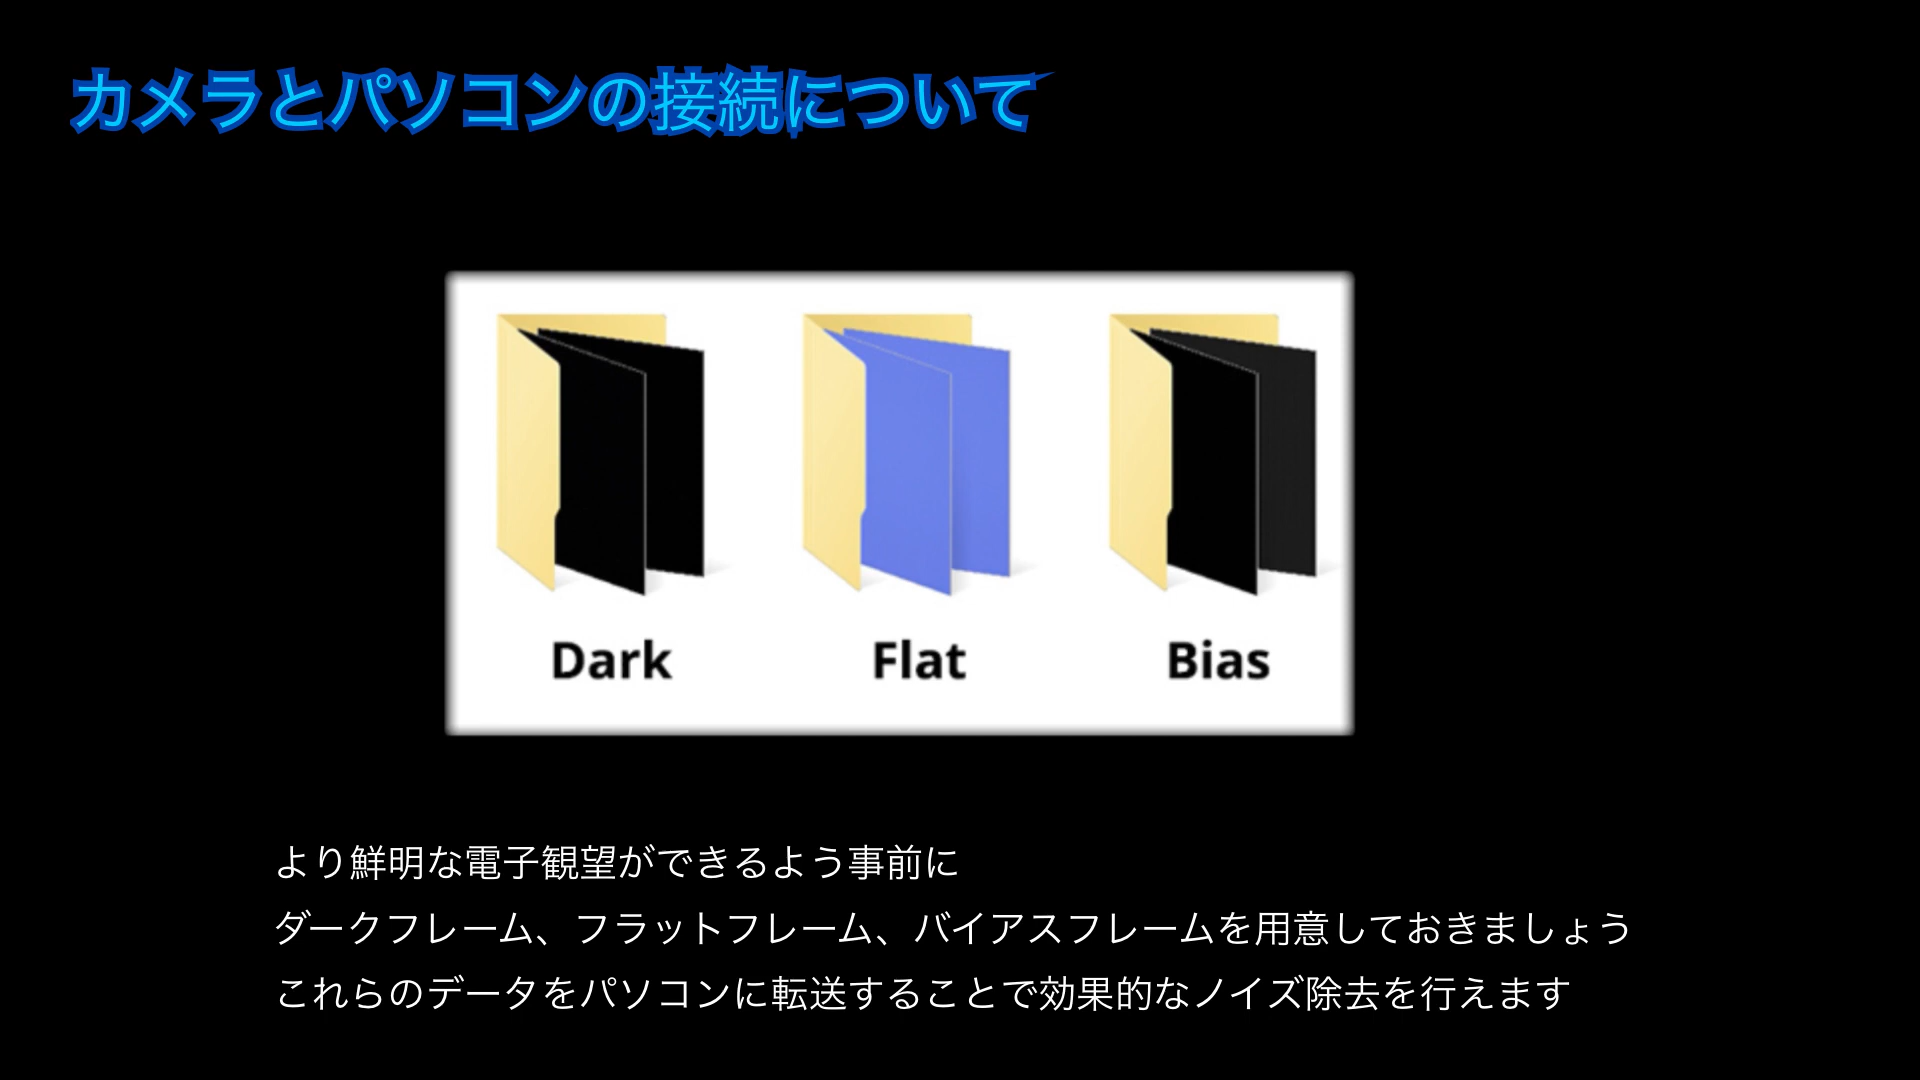 カメラとパソコンの接続について
Dark Flat Bias
より鮮明な電子観望ができるよう事前に
ダークフレーム、フラットフレーム、バイアスフレームを用意しておきましょう
これらのデータをパソコンに転送することで効果的なノイズ除去を行えます